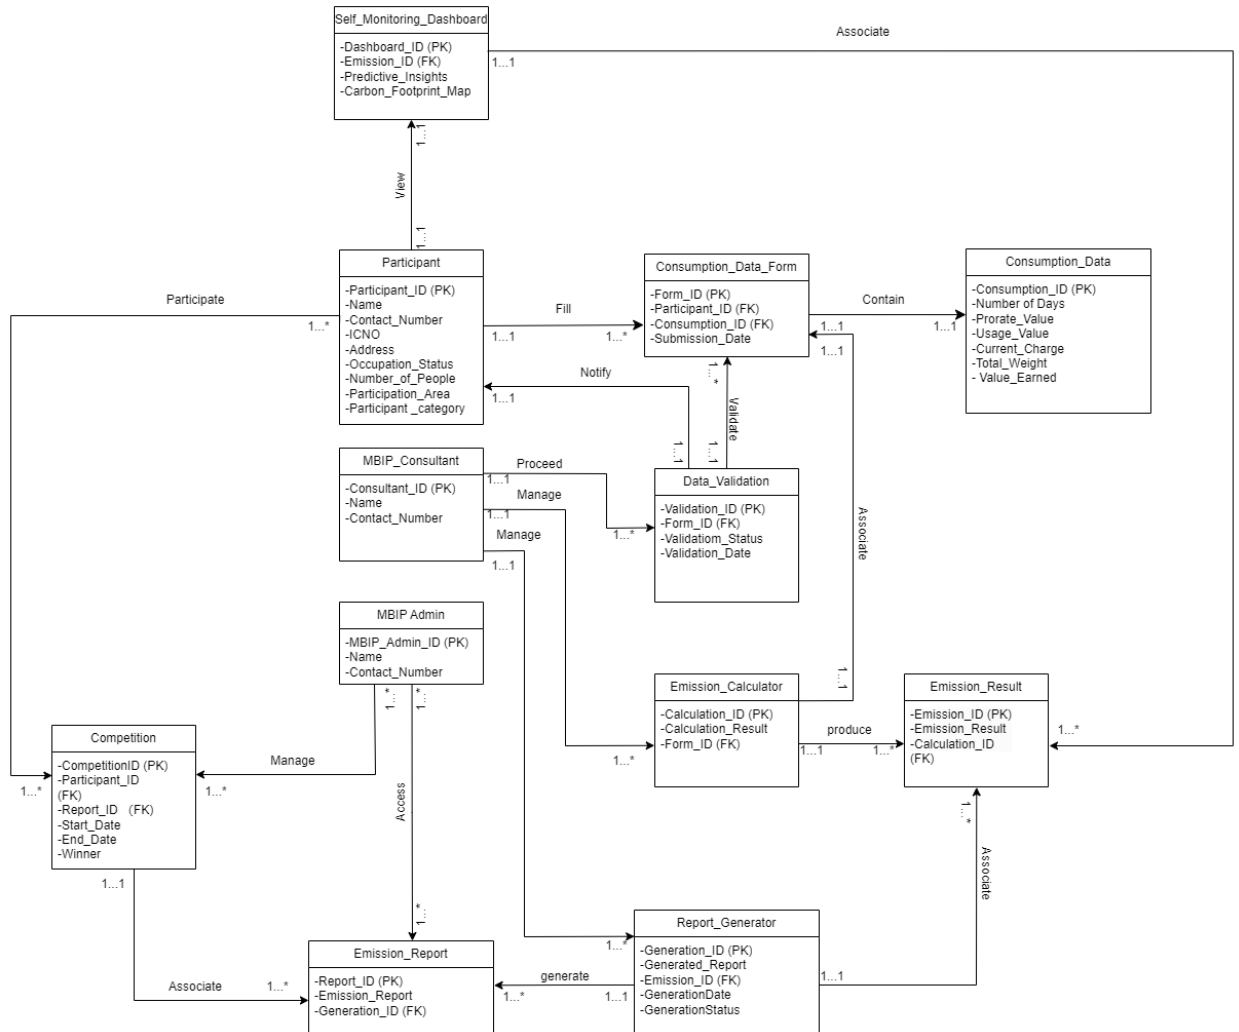 Self_Monitoring_Dashboard
-Dashboard_ID (PK)
-Emission_ID (FK)
-Predictive_Insights
-Carbon_Footprint_Map
Associate
1...1
1...1
View
1...1
Participant
-Participant_ID (PK)
-Name
-Contact_Number
-ICNO
-Address
-Occupation_Status
-Number_of_People
-Participation_Area
-Participant _category
Participate
1...*
Fill
1...1
1...*
Consumption_Data_Form
-Form_ID (PK)
-Participant_ID (FK)
-Consumption_ID (FK)
-Submission_Date
Contain
1...1
1...1
1...1
Consumption_Data
-Consumption_ID (PK)
-Number of Days
-Prorate_Value
-Usage_Value
-Current_Charge
-Total_Weight
- Value_Earned
Notify
1...1
1...1
1...*
Validate
1...1
MBIP_Consultant
-Consultant_ID (PK)
-Name
-Contact_Number
Proceed
1...1
1...*
Manage
1...1
Manage
1...1
Data_Validation
-Validation_ID (PK)
-Form_ID (FK)
-Validatiom_Status
-Validation_Date
Associate
1...1
MBIP Admin
-MBIP_Admin_ID (PK)
-Name
-Contact_Number
1...*
1...*
Emission_Calculator
-Calculation_ID (PK)
-Calculation_Result
-Form_ID (FK)
1...*
produce
1...1
1...*
Emission_Result
-Emission_ID (PK)
-Emission_Result
-Calculation_ID
(FK)
1...*
1...*
Competition
-CompetitionID (PK)
-Participant_ID
(FK)
-Report_ID (FK)
-Start_Date
-End_Date
-Winner
1...*
Manage
1...*
Access
1...*
1...1
Associate
1...*
Associate
Emission_Report
-Report_ID (PK)
-Emission_Report
-Generation_ID (FK)
generate
1...*
1...1
1...*
Report_Generator
-Generation_ID (PK)
-Generated_Report
-Emission_ID (FK)
-GenerationDate
-GenerationStatus
1...1